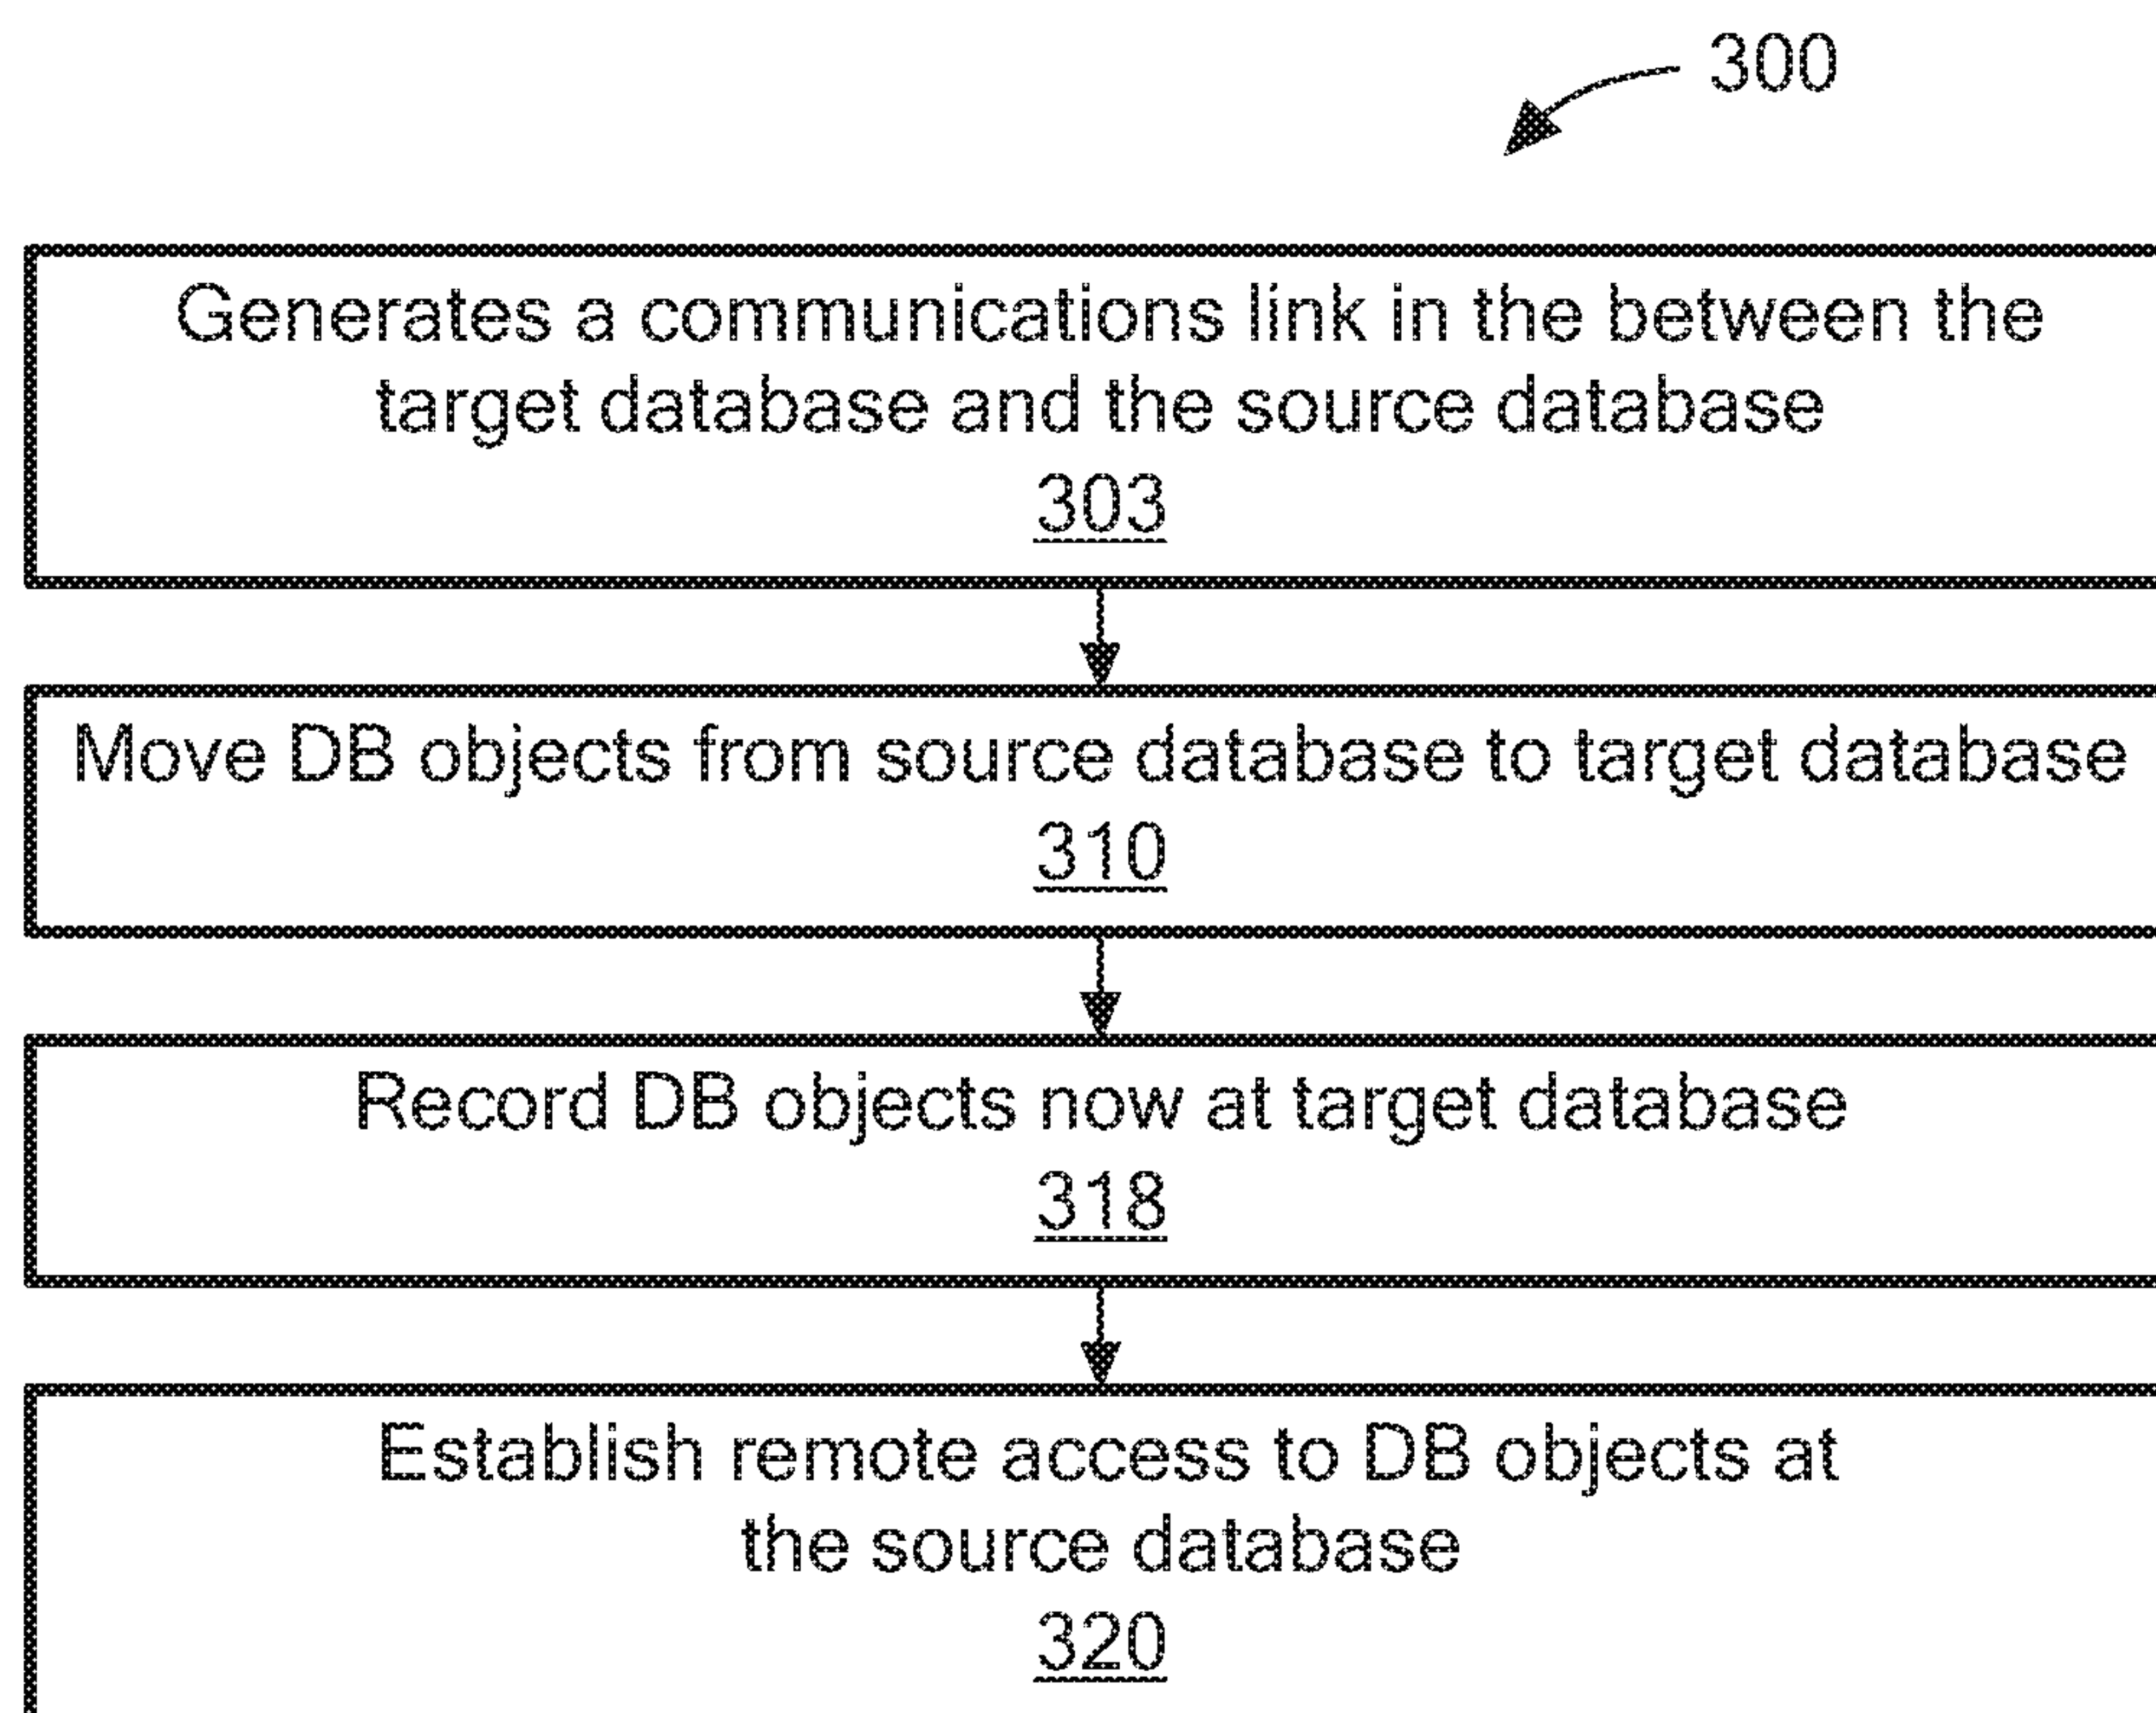 300
Generates a communications link in the between the
target database and the source database
303
Move DB objects from source database to target database
310
Record DB objects now at target database
318
Establish remote access to DB objects at
the source database
320